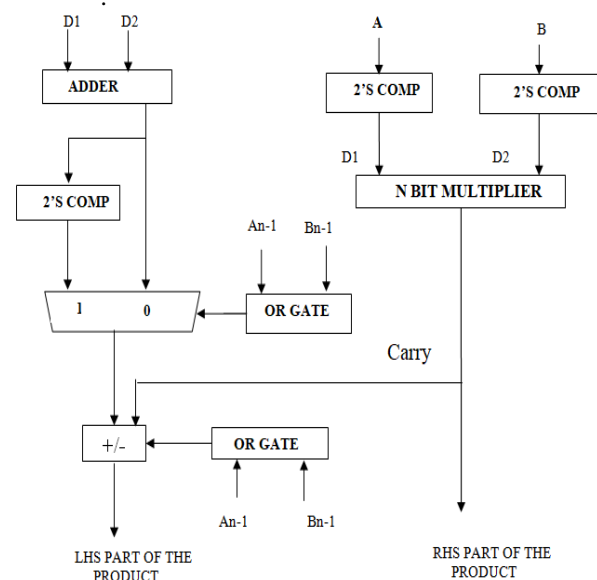 D1 D2
A
B
ADDER
2'S COMP
2'S COMP
D1
D2
2'S COMP
N BIT MULTIPLIER
An-1
Bn-1
1 0
OR GATE
Carry
+/-
OR GATE
An-1
Bn-1
LHS PART OF THE
PRODUCT
RHS PART OF THE
PRODUCT